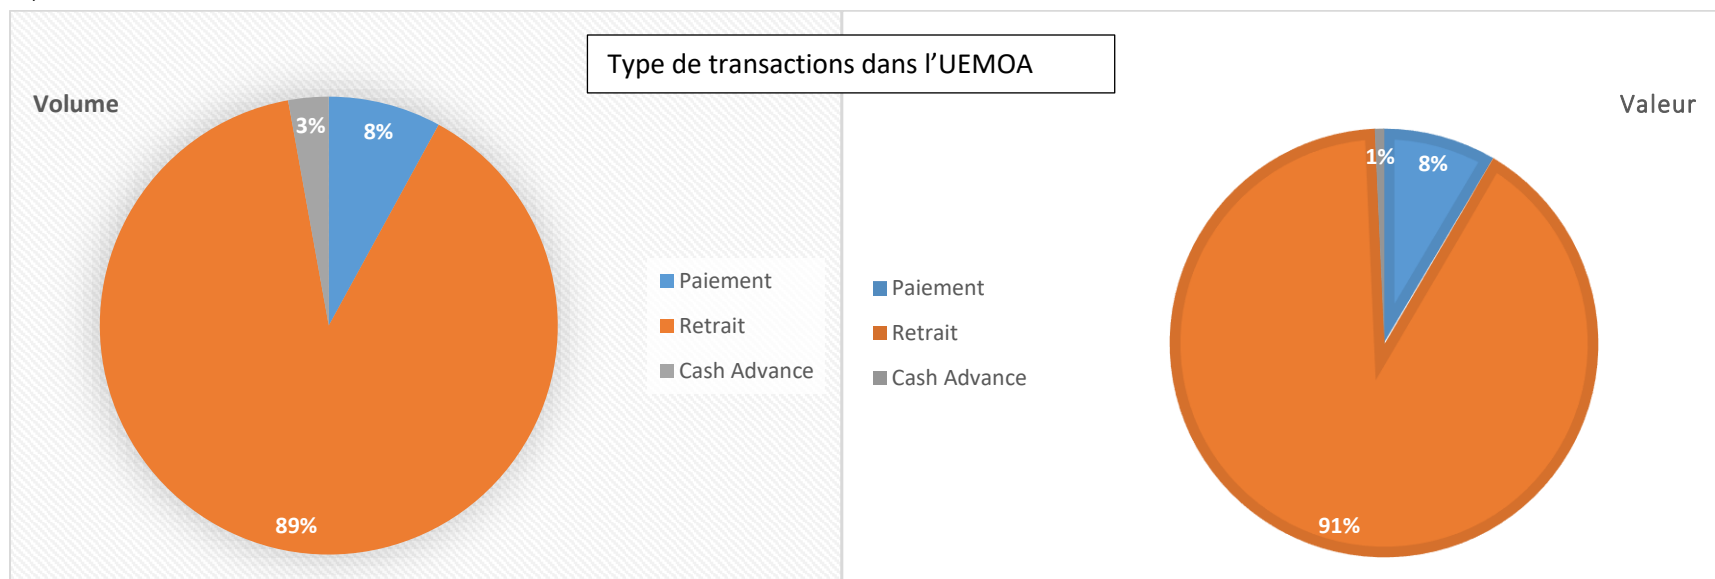 Type de transactions dans l’UEMOA
Volume
3%
8%
89%
Paiement
Retrait
Cash Advance
Valeur
1%
8%
91%
Paiement
Retrait
Cash Advance